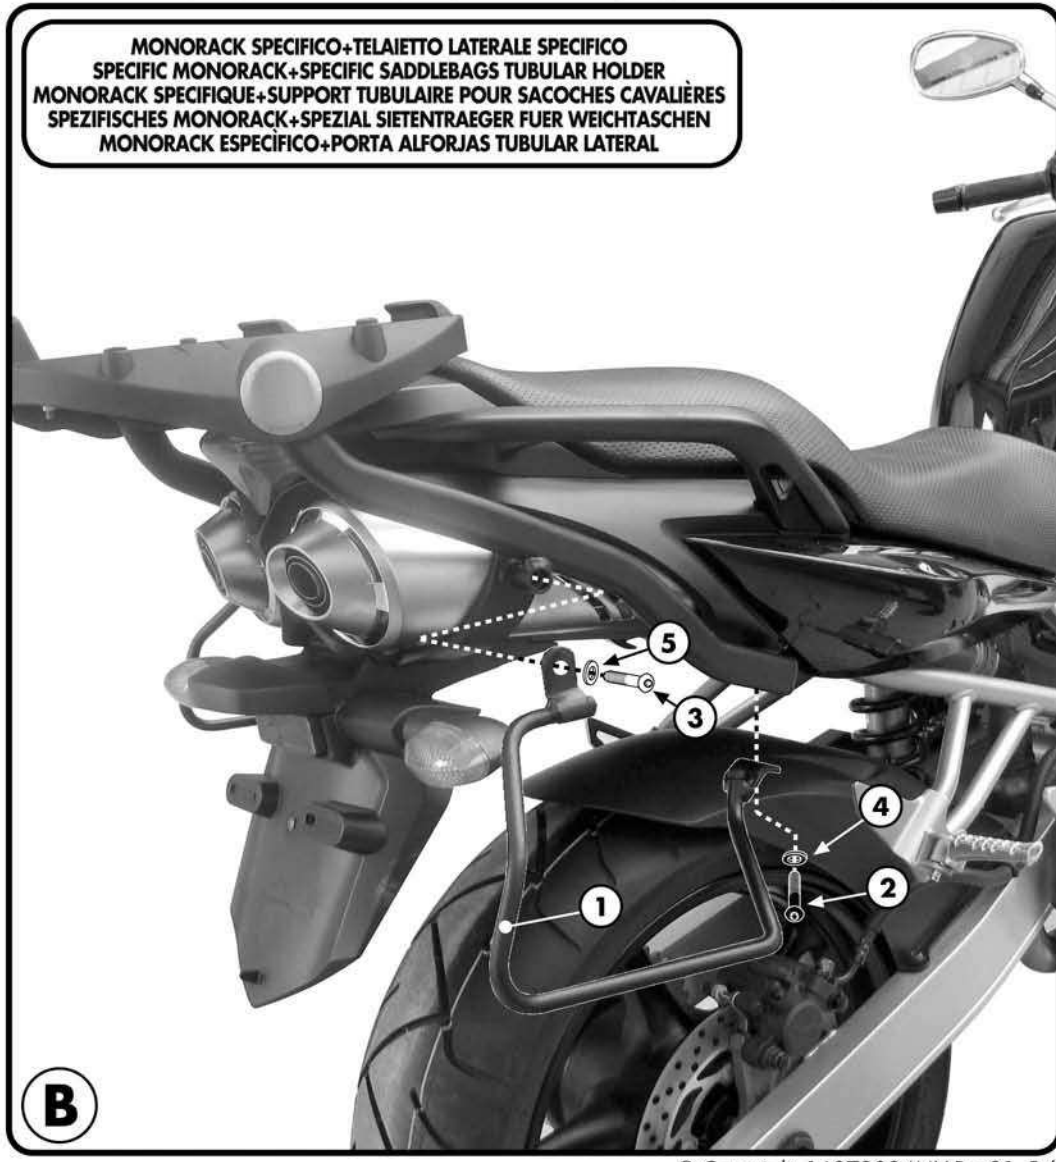 MONORACK SPECIFICO+TELAIETTO LATERALE SPECIFICO
SPECIFIC MONORACK+SPECIFIC SADDLEBAGS TUBULAR HOLDER
MONORACK SPECIFIQUE+SUPPORT TUBULAIRE POUR SACOCHES CAVALIÈRES
SPEZIFISCHES MONORACK+SPEZIAL SIETENTRAEGER FUER WEICHTASCHEN
MONORACK ESPECÌFICO+PORTA ALFORJAS TUBULAR LATERAL
5
3
4
2
1
B